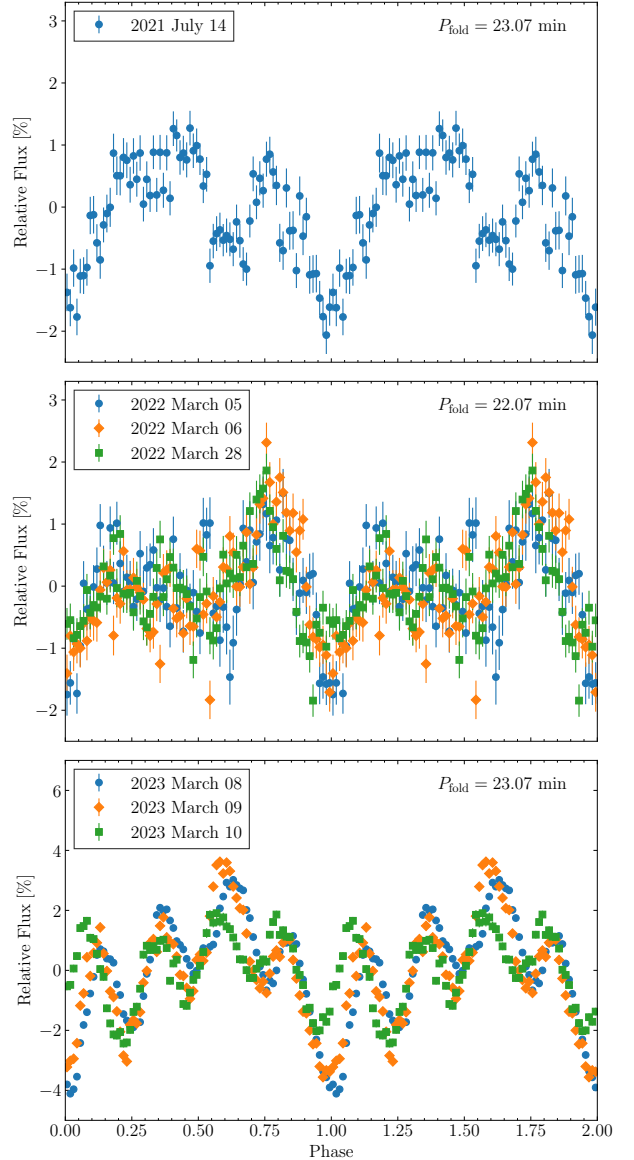 3
2021 July 14
P_fold = 23.07 min
2
1
0
−1
−2
Relative Flux [%]
3
2022 March 05
2022 March 06
2022 March 28
P_fold = 22.07 min
2
1
0
−1
−2
Relative Flux [%]
6
2023 March 08
2023 March 09
2023 March 10
P_fold = 23.07 min
4
2
0
−2
−4
Relative Flux [%]
0.00 0.25 0.50 0.75 1.00 1.25 1.50 1.75 2.00
Phase